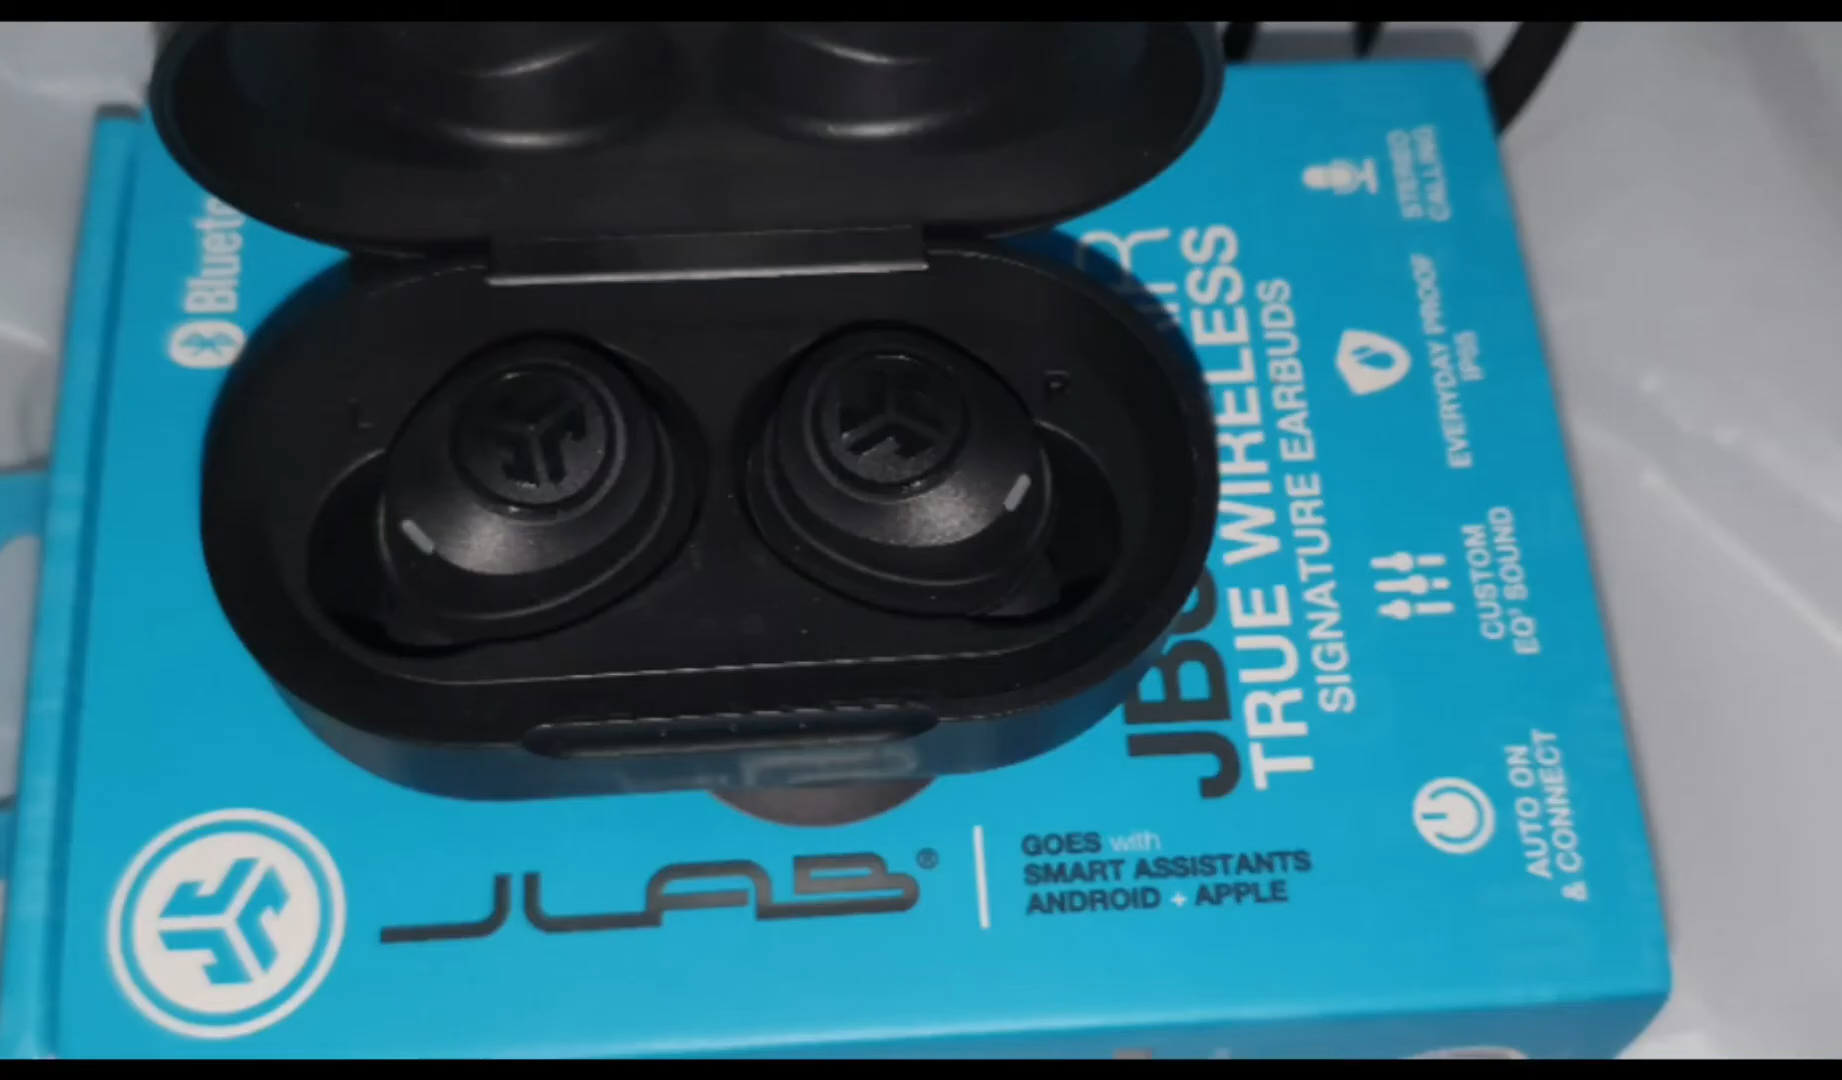 Bluet
L
JB
TRUE WIRELESS
SIGNATURE EARBUDS
STEREO
CALLING
EVERYDAY PROOF
IP55
CUSTOM
EQ³ SOUND
AUTO ON
& CONNECT
JLAB®
GOES with
SMART ASSISTANTS
ANDROID + APPLE